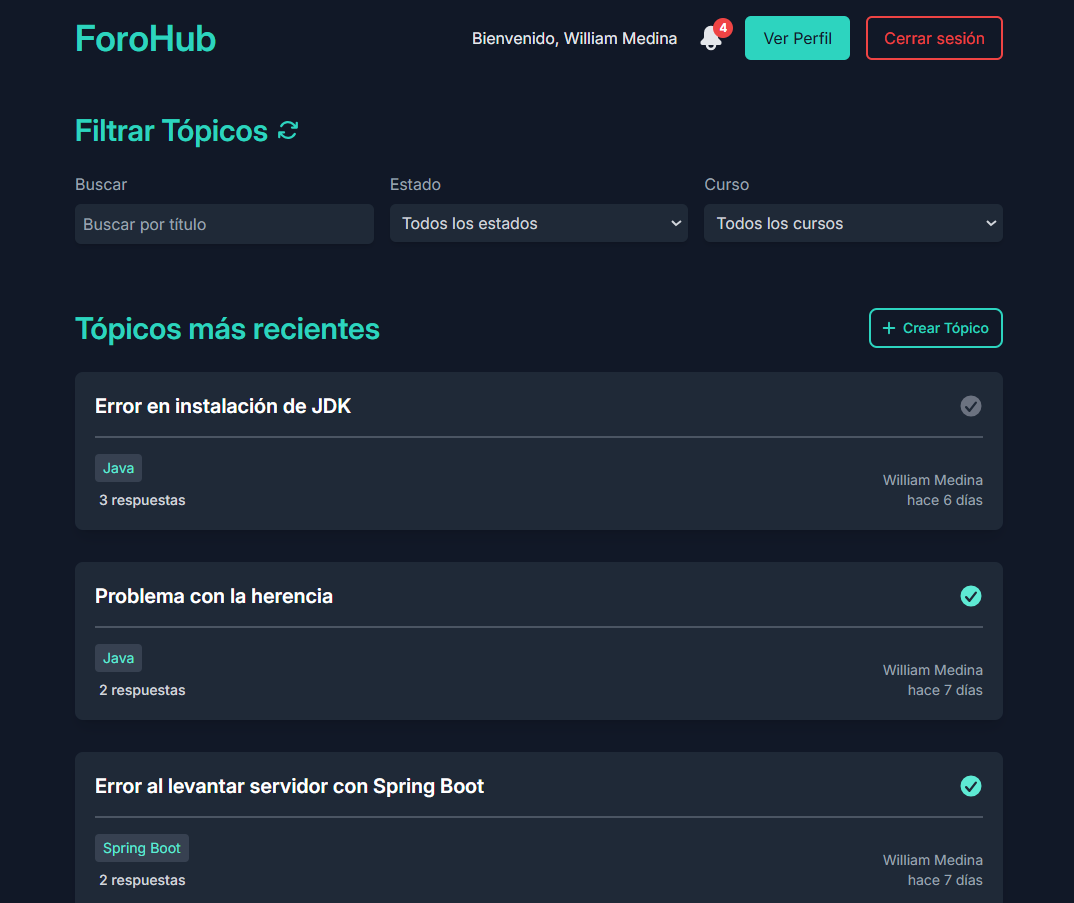 ForoHub
Bienvenido, William Medina
4
Ver Perfil
Cerrar sesión
Filtrar Tópicos
Buscar
Estado
Curso
Buscar por título
Todos los estados
Todos los cursos
Tópicos más recientes
Crear Tópico
Error en instalación de JDK
Java
3 respuestas
William Medina
hace 6 días
Problema con la herencia
Java
2 respuestas
William Medina
hace 7 días
Error al levantar servidor con Spring Boot
Spring Boot
2 respuestas
William Medina
hace 7 días